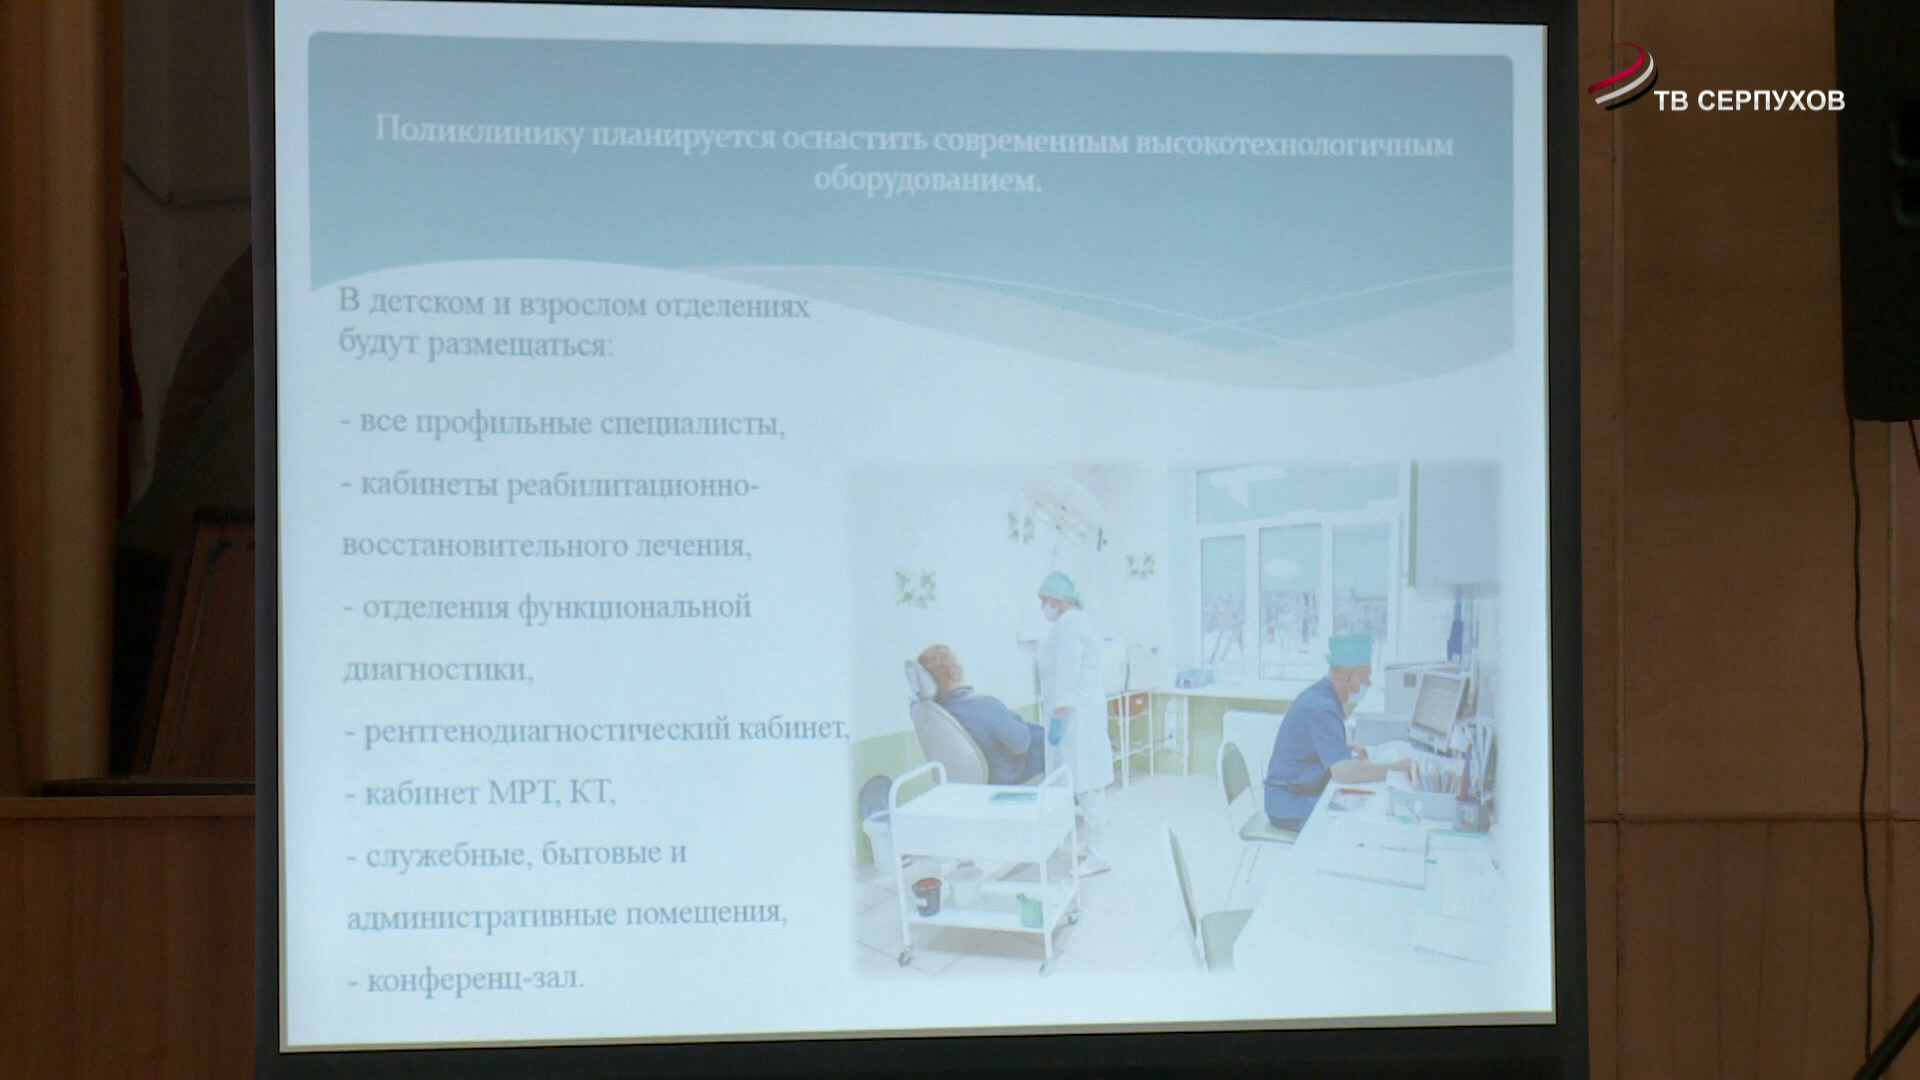 ТВ СЕРПУХОВ
Поликлинику планируется оснастить современным высокотехнологичным
оборудованием.
В детском и взрослом отделениях
будут размещаться:
- все профильные специалисты,
- кабинеты реабилитационно-
восстановительного лечения,
- отделения функциональной
диагностики,
- рентгенодиагностический кабинет,
- кабинет МРТ, КТ,
- служебные, бытовые и
административные помещения,
- конференц-зал.